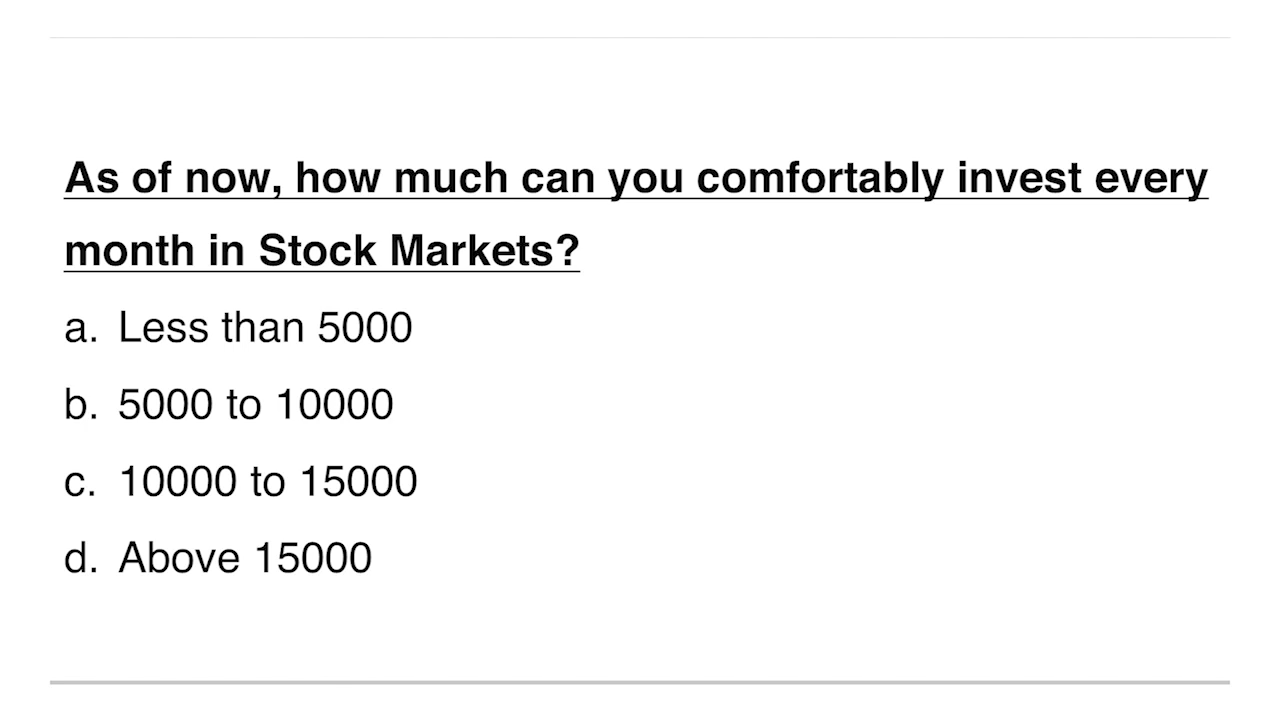 As of now, how much can you comfortably invest every
month in Stock Markets?
a. Less than 5000
b. 5000 to 10000
c. 10000 to 15000
d. Above 15000